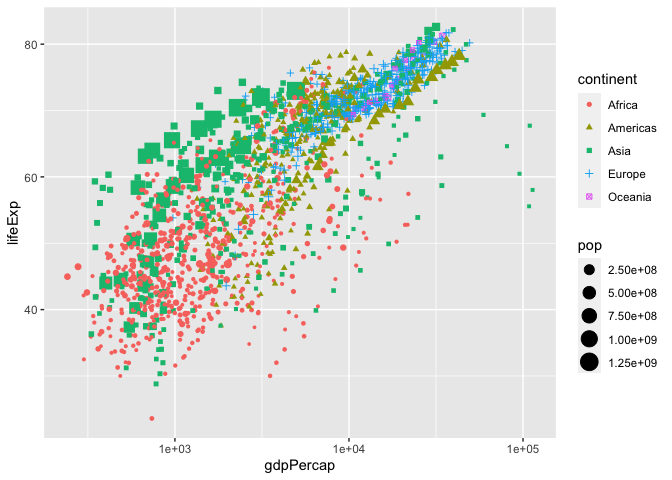 80
60
40
lifeExp
1e+03
1e+04
1e+05
gdpPercap
continent
Africa
Americas
Asia
Europe
Oceania
pop
2.50e+08
5.00e+08
7.50e+08
1.00e+09
1.25e+09